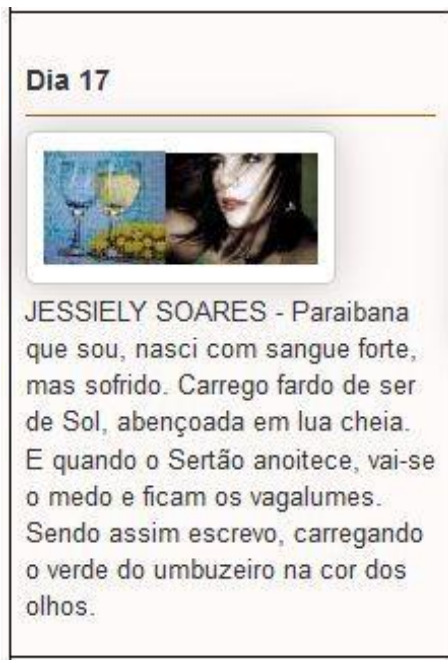 Dia 17
JESSIELY SOARES - Paraibana
que sou, nasci com sangue forte,
mas sofrido. Carrego fardo de ser
de Sol, abençoada em lua cheia.
E quando o Sertão anoitece, vai-se
o medo e ficam os vagalumes.
Sendo assim escrevo, carregando
o verde do umbuzeiro na cor dos
olhos.